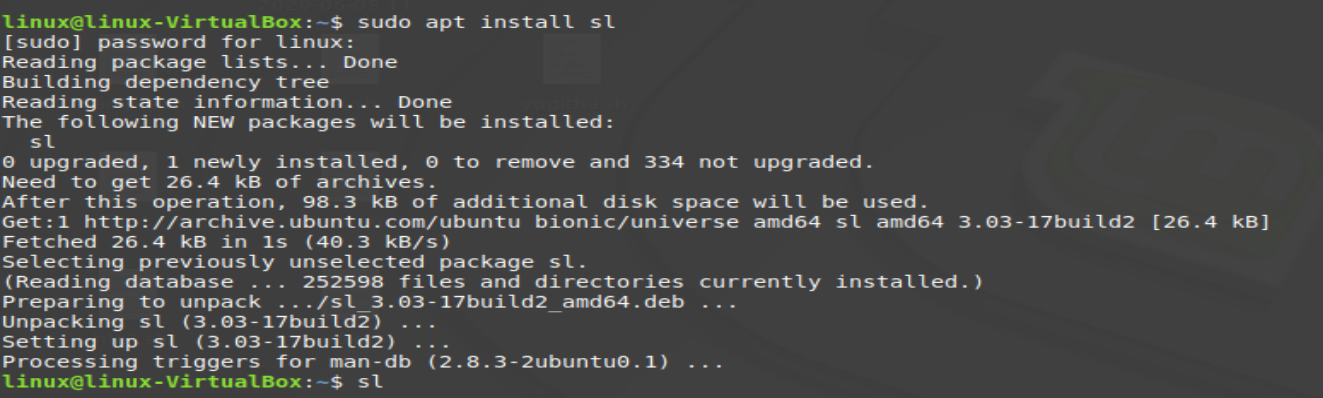 linux@linux-VirtualBox:~$ sudo apt install sl
[sudo] password for linux:
Reading package lists... Done
Building dependency tree
Reading state information... Done
The following NEW packages will be installed:
  sl
0 upgraded, 1 newly installed, 0 to remove and 334 not upgraded.
Need to get 26.4 kB of archives.
After this operation, 98.3 kB of additional disk space will be used.
Get:1 http://archive.ubuntu.com/ubuntu bionic/universe amd64 sl amd64 3.03-17build2 [26.4 kB]
Fetched 26.4 kB in 1s (40.3 kB/s)
Selecting previously unselected package sl.
(Reading database ... 252598 files and directories currently installed.)
Preparing to unpack .../sl_3.03-17build2_amd64.deb ...
Unpacking sl (3.03-17build2) ...
Setting up sl (3.03-17build2) ...
Processing triggers for man-db (2.8.3-2ubuntu0.1) ...
linux@linux-VirtualBox:~$ sl